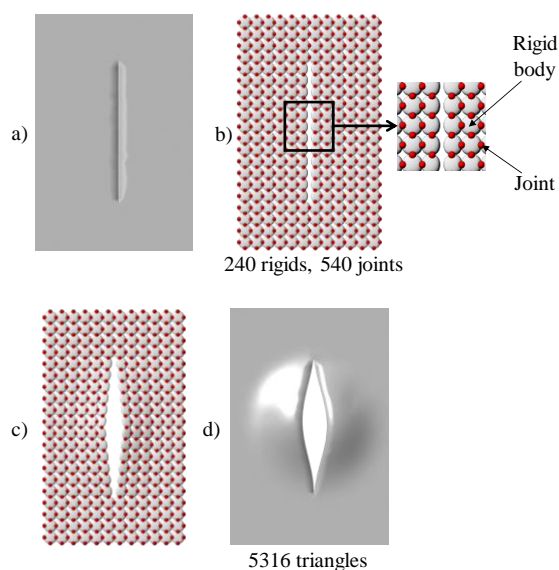 a)
b)
Rigid
body
Joint
240 rigids, 540 joints
c)
d)
5316 triangles